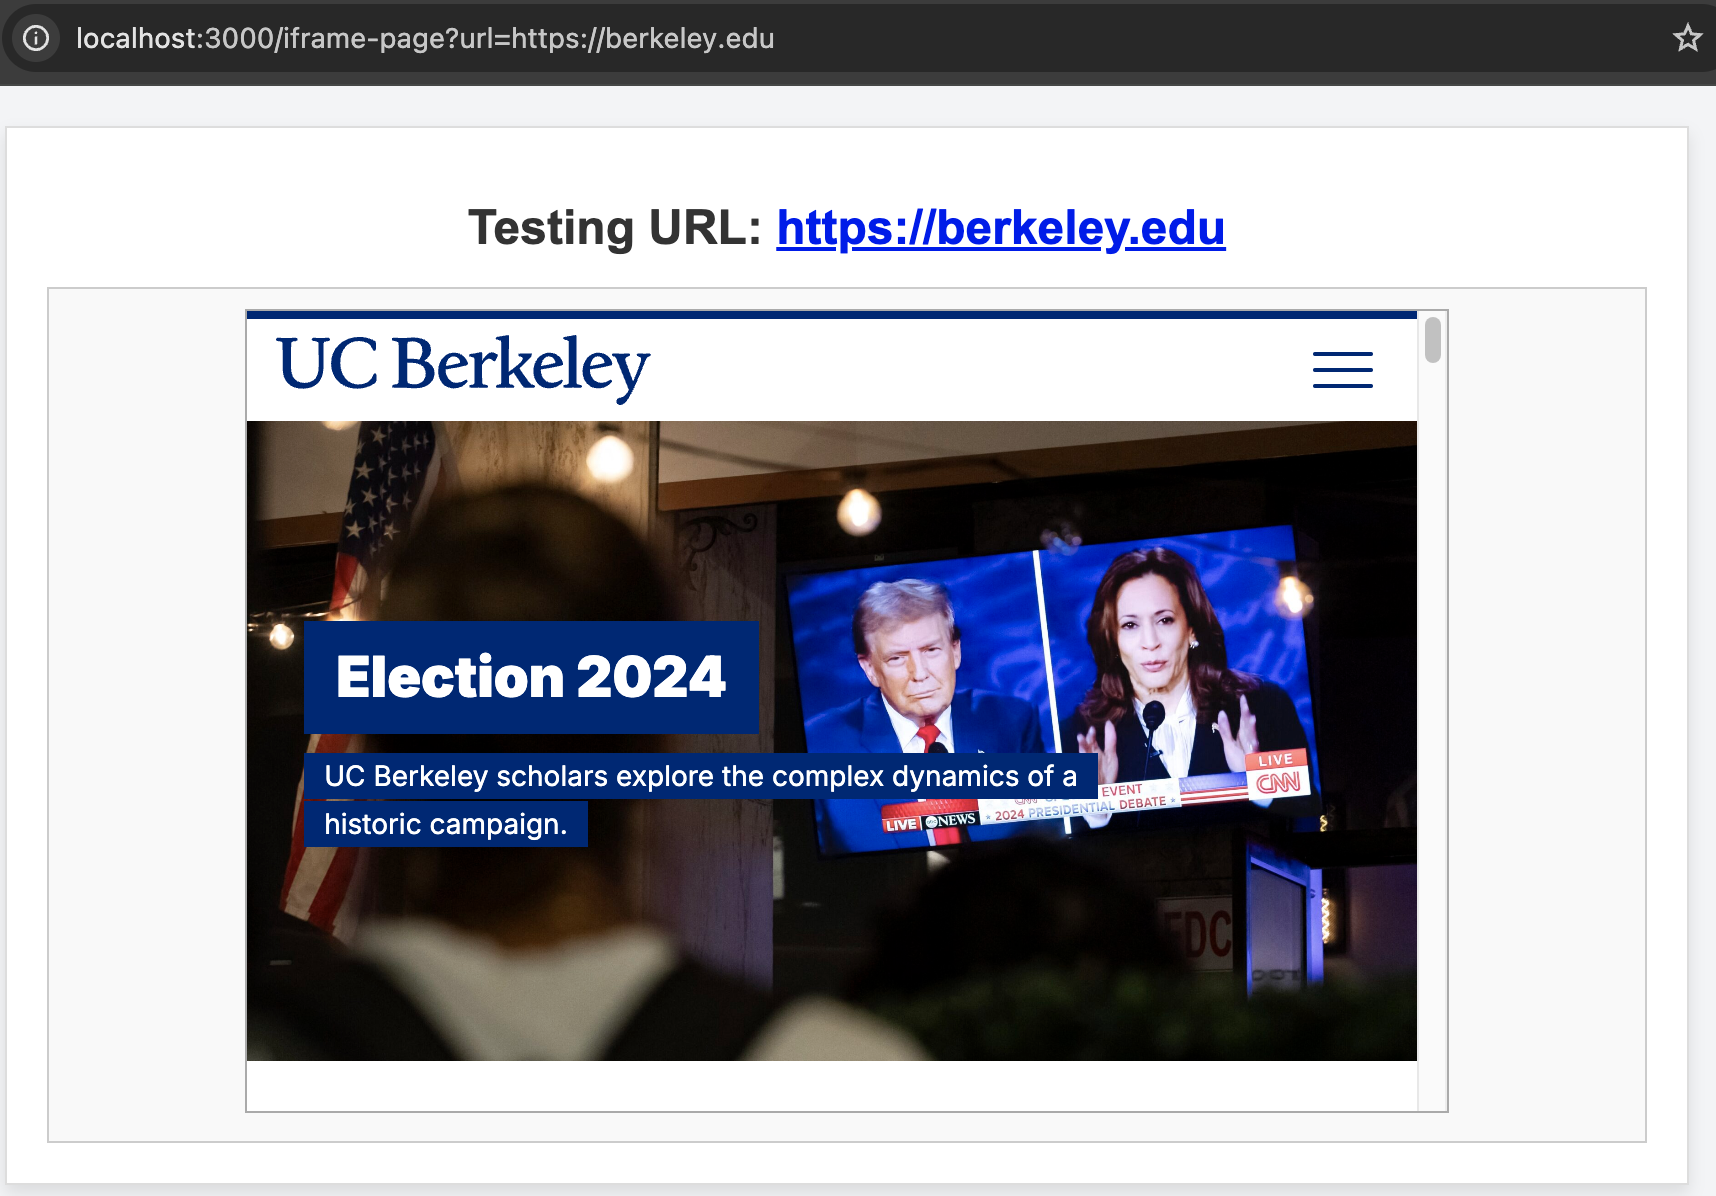 localhost:3000/iframe-page?url=https://berkeley.edu
Testing URL: https://berkeley.edu
UC Berkeley
Election 2024
UC Berkeley scholars explore the complex dynamics of a
historic campaign.
EVENT
LIVE
CNN
LIVE abc NEWS
2024 PRESIDENTIAL DEBATE